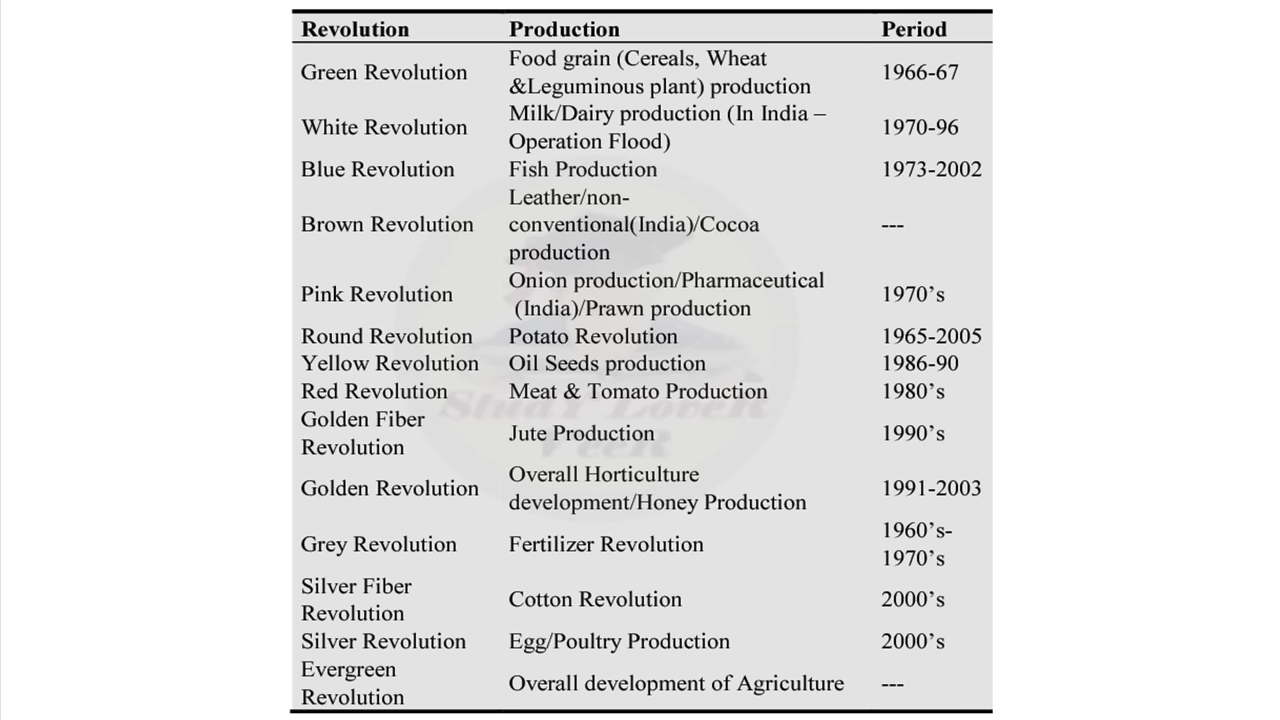 Revolution Production Period
Green Revolution
Food grain (Cereals, Wheat
&Leguminous plant) production
1966-67
White Revolution
Milk/Dairy production (In India –
Operation Flood)
1970-96
Blue Revolution Fish Production 1973-2002
Brown Revolution
Leather/non-
conventional(India)/Cocoa
production
---
Pink Revolution
Onion production/Pharmaceutical
(India)/Prawn production
1970’s
Round Revolution Potato Revolution 1965-2005
Yellow Revolution Oil Seeds production 1986-90
Red Revolution Meat & Tomato Production 1980’s
Golden Fiber
Revolution
Jute Production 1990’s
Golden Revolution
Overall Horticulture
development/Honey Production
1991-2003
Grey Revolution Fertilizer Revolution
1960’s-
1970’s
Silver Fiber
Revolution
Cotton Revolution 2000’s
Silver Revolution Egg/Poultry Production 2000’s
Evergreen
Revolution
Overall development of Agriculture ---
StudY LoveR
VeeR